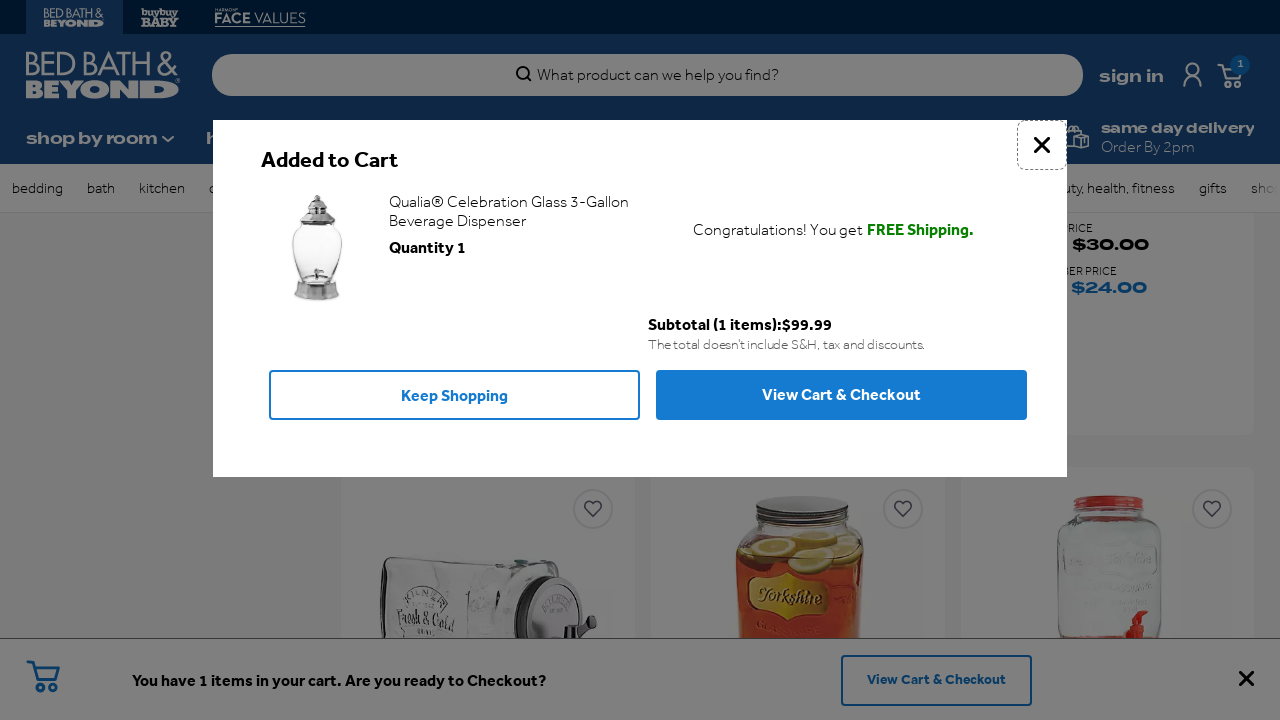 BED BATH &
BEYOND
buybuy
BABY
HARMON
FACE VALUES
BED BATH &
BEYOND
What product can we help you find?
sign in
1
shop by room
same day delivery
Order By 2pm
Added to Cart
bedding
bath
kitchen
health, fitness
gifts
Qualia® Celebration Glass 3-Gallon
Beverage Dispenser
Quantity 1
Congratulations! You get FREE Shipping.
$30.00
PRICE
$24.00
Subtotal (1 items):$99.99
The total doesn't include S&H, tax and discounts.
Keep Shopping
View Cart & Checkout
KILNER
Fresh & Cold
Yorkshire
You have 1 items in your cart. Are you ready to Checkout?
View Cart & Checkout